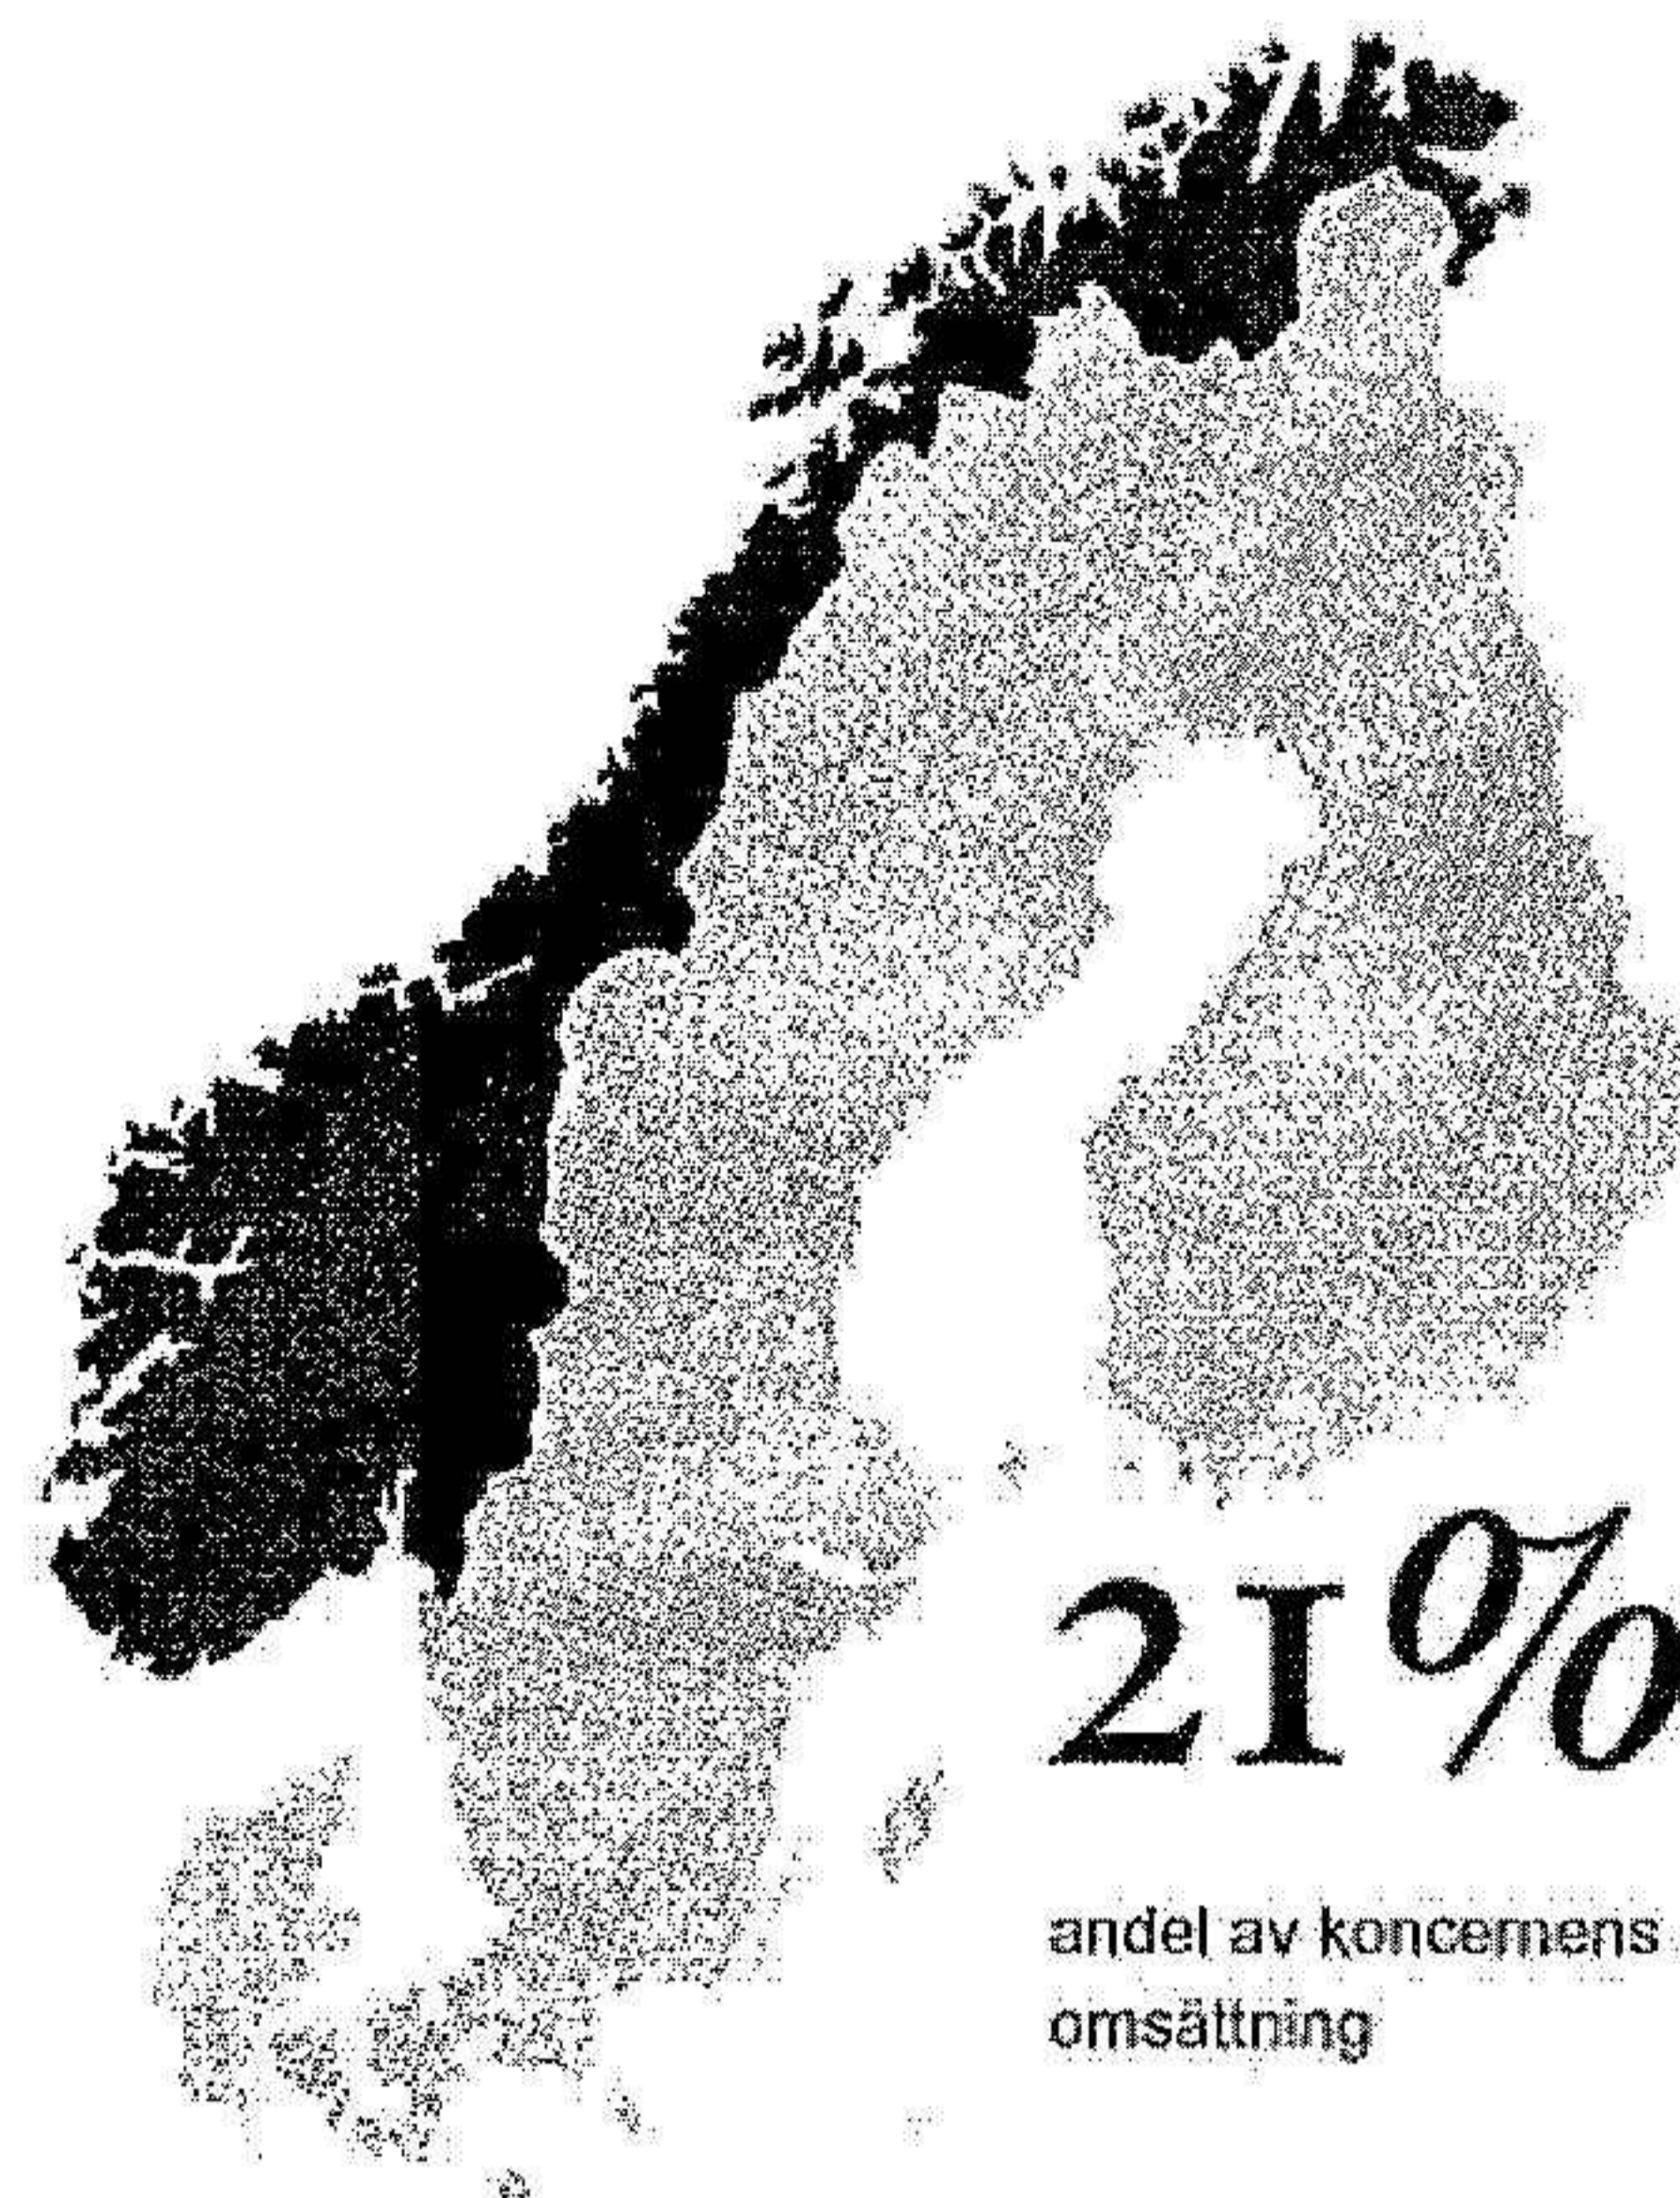 21%
andel av koncernens
omsättning